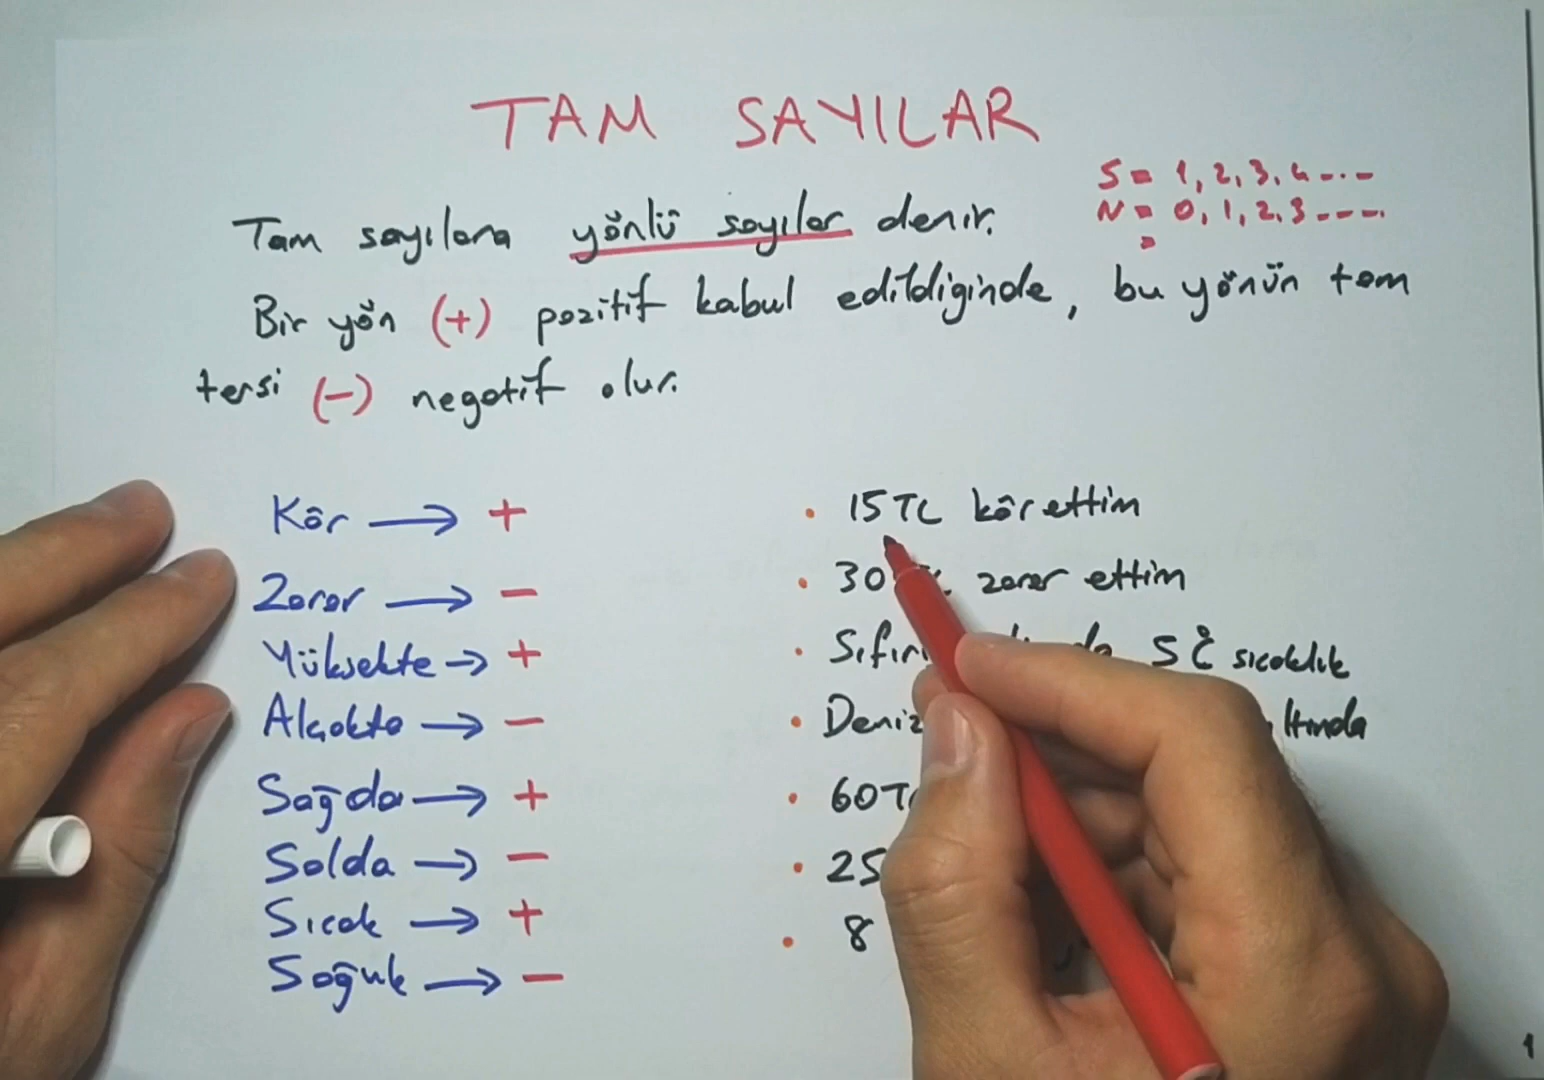 TAM SAYILAR
S = 1, 2, 3, 4 ....
N = 0, 1, 2, 3 ....
=
Tam sayılara yönlü sayılar denir.
Bir yön (+) pozitif kabul edildiginde, bu yönün tam
tersi (-) negatif olur.
Kâr → +
Zarar → -
Yüksekte → +
Alçakta → -
Sağda → +
Solda → -
Sıcak → +
Soğuk → -
• 15 TL kâr ettim
• 30 zarar ettim
• 5°C sıcaklık
• Deniz
• 60
• 25
• 8
1